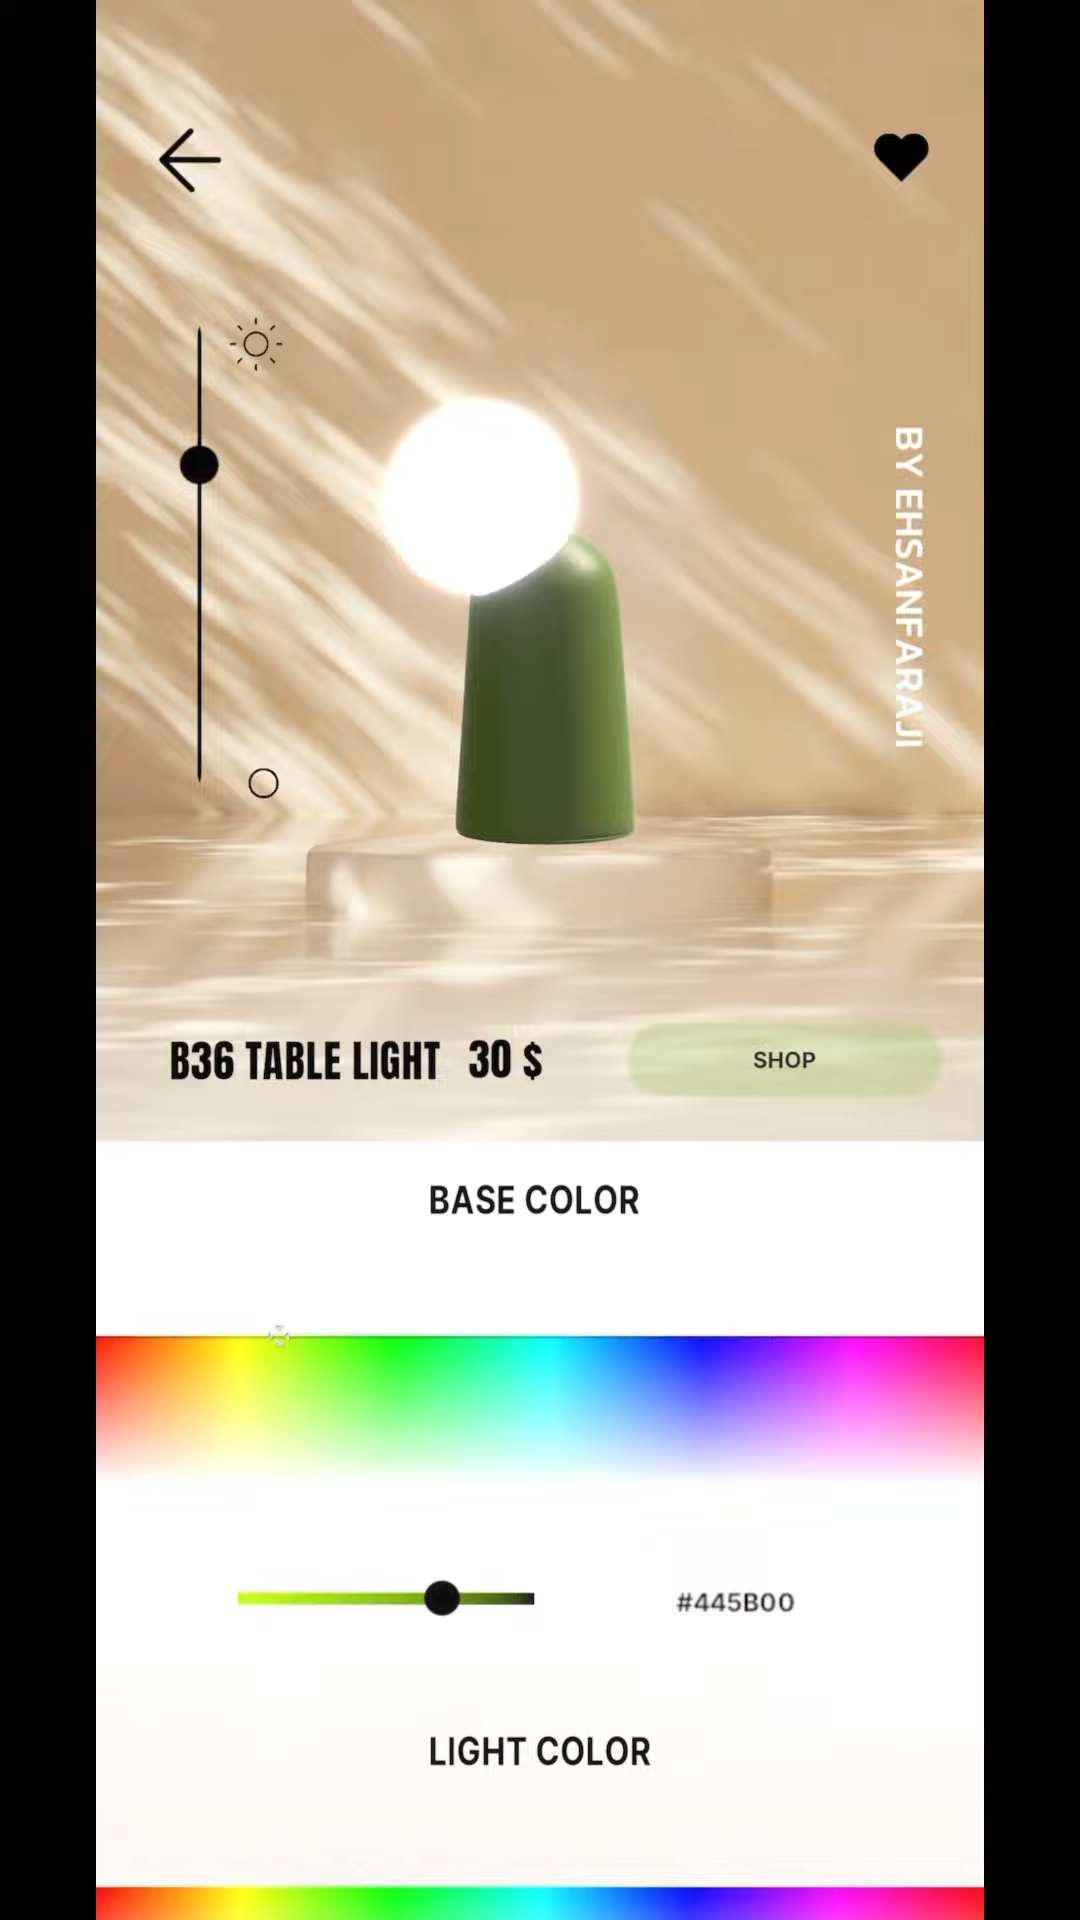 BY EHSANFARAJI
B36 TABLE LIGHT 30 $
SHOP
BASE COLOR
#445B00
LIGHT COLOR